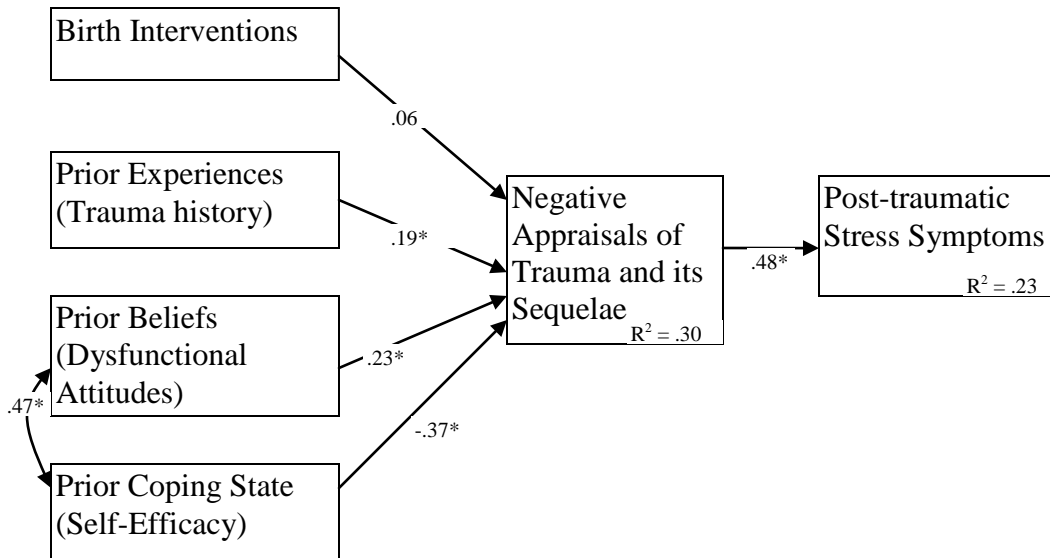 Birth Interventions
.06
Prior Experiences
(Trauma history)
.19*
Prior Beliefs
(Dysfunctional
Attitudes)
.23*
.47*
Prior Coping State
(Self-Efficacy)
-.37*
Negative
Appraisals of
Trauma and its
Sequelae
R² = .30
.48*
Post-traumatic
Stress Symptoms
R² = .23